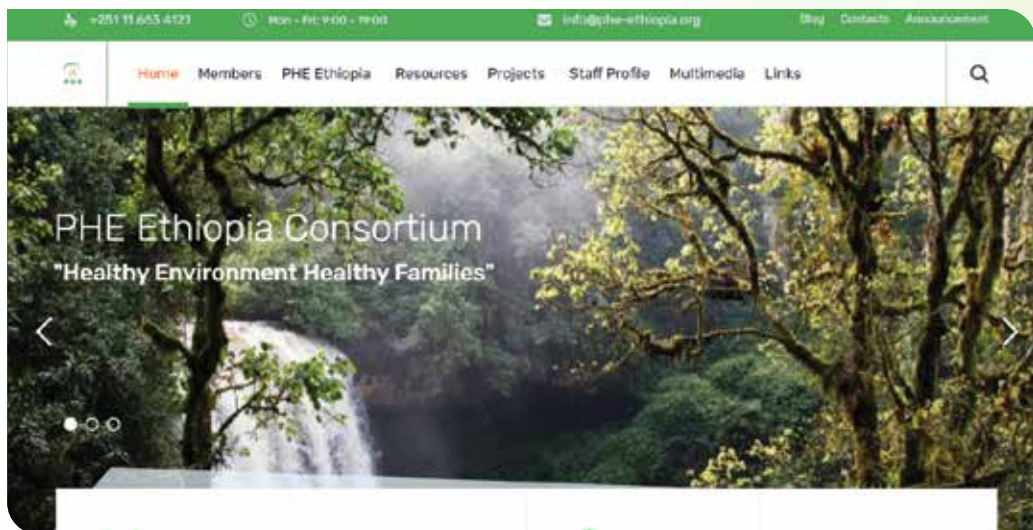 +251 11 663 4121 Mon - Fri: 9:00 - 19:00 info@phe-ethiopia.org Blog Contacts Announcement
Home Members PHE Ethiopia Resources Projects Staff Profile Multimedia Links
PHE Ethiopia Consortium
"Healthy Environment Healthy Families"